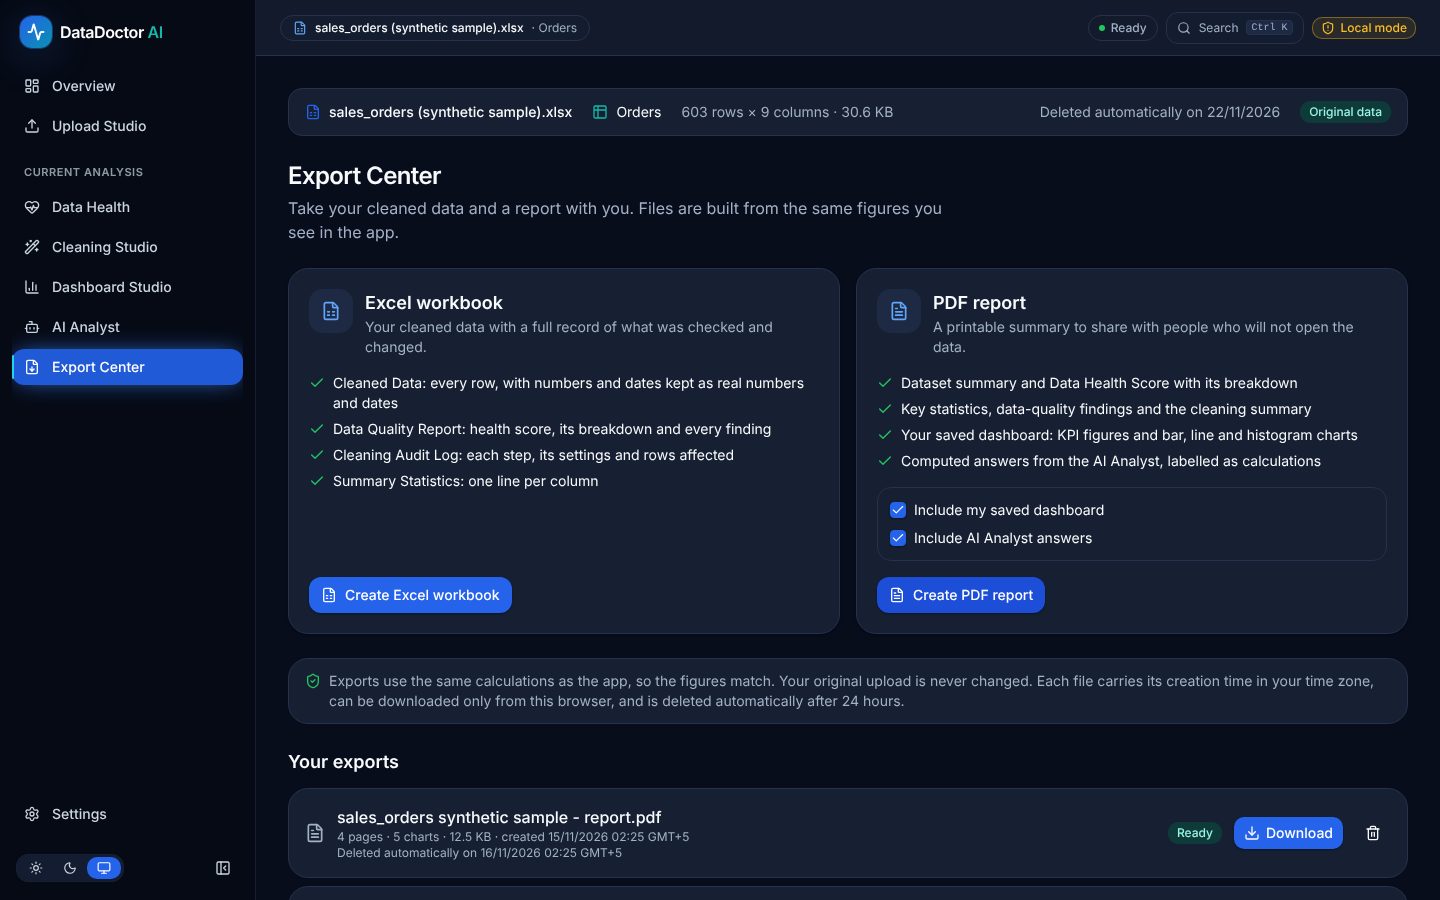 DataDoctor AI
Overview
Upload Studio
CURRENT ANALYSIS
Data Health
Cleaning Studio
Dashboard Studio
AI Analyst
Export Center
Settings
sales_orders (synthetic sample).xlsx · Orders
Ready
Search Ctrl K
Local mode
sales_orders (synthetic sample).xlsx Orders 603 rows × 9 columns · 30.6 KB Deleted automatically on 22/11/2026 Original data
Export Center
Take your cleaned data and a report with you. Files are built from the same figures you
see in the app.
Excel workbook
Your cleaned data with a full record of what was checked and
changed.
Cleaned Data: every row, with numbers and dates kept as real numbers
and dates
Data Quality Report: health score, its breakdown and every finding
Cleaning Audit Log: each step, its settings and rows affected
Summary Statistics: one line per column
Create Excel workbook
PDF report
A printable summary to share with people who will not open the
data.
Dataset summary and Data Health Score with its breakdown
Key statistics, data-quality findings and the cleaning summary
Your saved dashboard: KPI figures and bar, line and histogram charts
Computed answers from the AI Analyst, labelled as calculations
Include my saved dashboard
Include AI Analyst answers
Create PDF report
Exports use the same calculations as the app, so the figures match. Your original upload is never changed. Each file carries its creation time in your time zone,
can be downloaded only from this browser, and is deleted automatically after 24 hours.
Your exports
sales_orders synthetic sample - report.pdf
4 pages · 5 charts · 12.5 KB · created 15/11/2026 02:25 GMT+5
Deleted automatically on 16/11/2026 02:25 GMT+5
Ready
Download